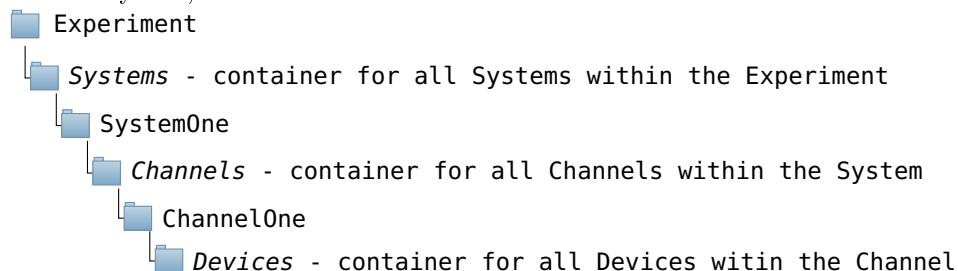 Experiment
Systems - container for all Systems within the Experiment
SystemOne
Channels - container for all Channels within the System
ChannelOne
Devices - container for all Devices witin the Channel